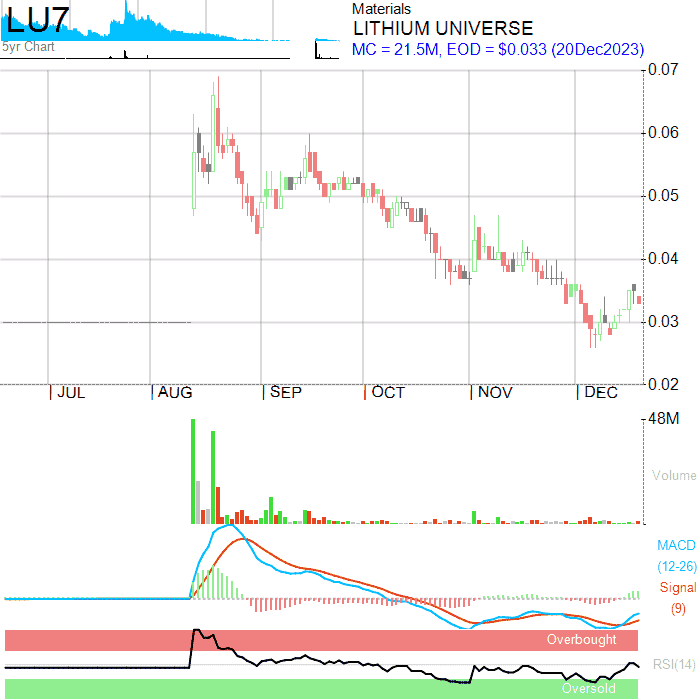 LU7
5yr Chart
Materials
LITHIUM UNIVERSE
MC = 21.5M, EOD = $0.033 (20Dec2023)
0.07
0.06
0.05
0.04
0.03
0.02
JUL AUG SEP OCT NOV DEC
48M
Volume
MACD
(12-26)
Signal
(9)
Overbought
RSI(14)
Oversold